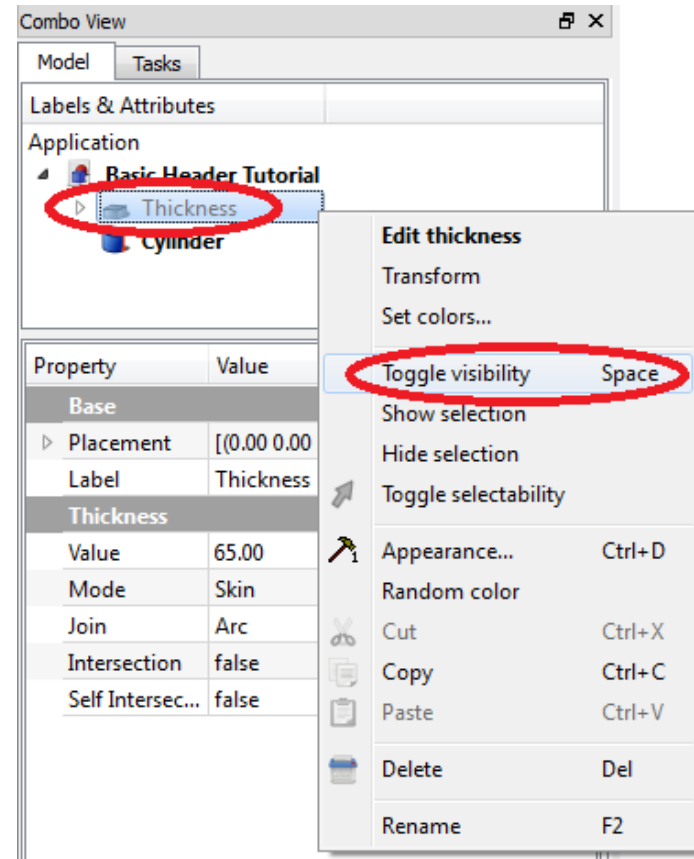 Combo View
Model Tasks
Labels & Attributes
Application
Basic Header Tutorial
Thickness
Cylinder
Edit thickness
Transform
Set colors...
Toggle visibility Space
Show selection
Hide selection
Toggle selectability
Appearance... Ctrl+D
Random color
Cut Ctrl+X
Copy Ctrl+C
Paste Ctrl+V
Delete Del
Rename F2
Property Value
Base
Placement [(0.00 0.00
Label Thickness
Thickness
Value 65.00
Mode Skin
Join Arc
Intersection false
Self Intersec... false